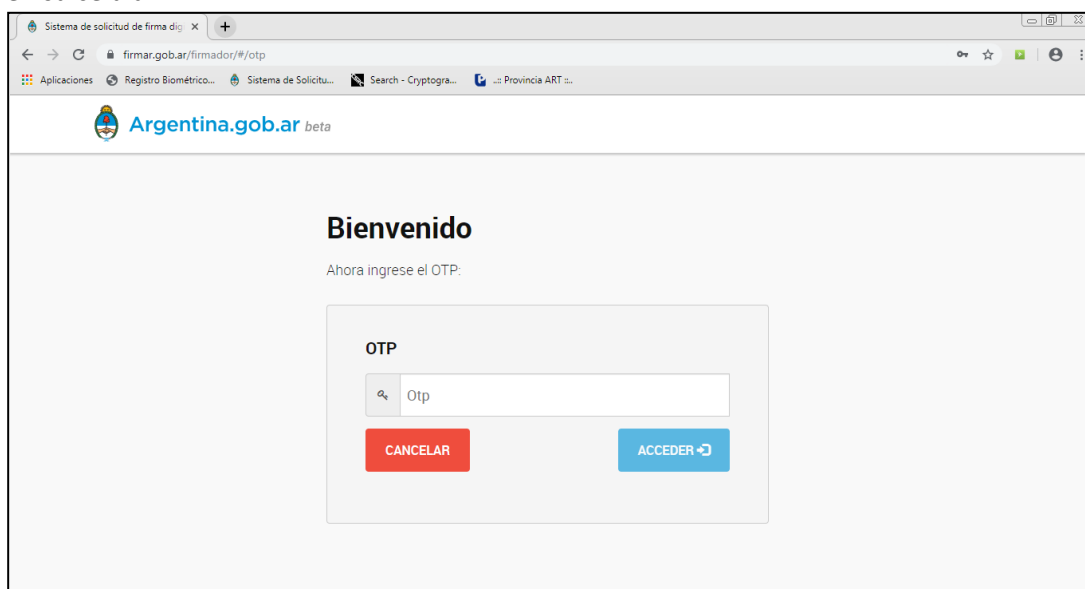 Sistema de solicitud de firma dig
firmar.gob.ar/firmador/#/otp
Aplicaciones Registro Biométrico... Sistema de Solicitu... Search - Cryptogra... ..:: Provincia ART ::..
Argentina.gob.ar beta
Bienvenido
Ahora ingrese el OTP:
OTP
Otp
CANCELAR
ACCEDER